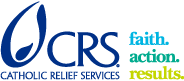 CRS
CATHOLIC RELIEF SERVICES
faith.
action.
results.